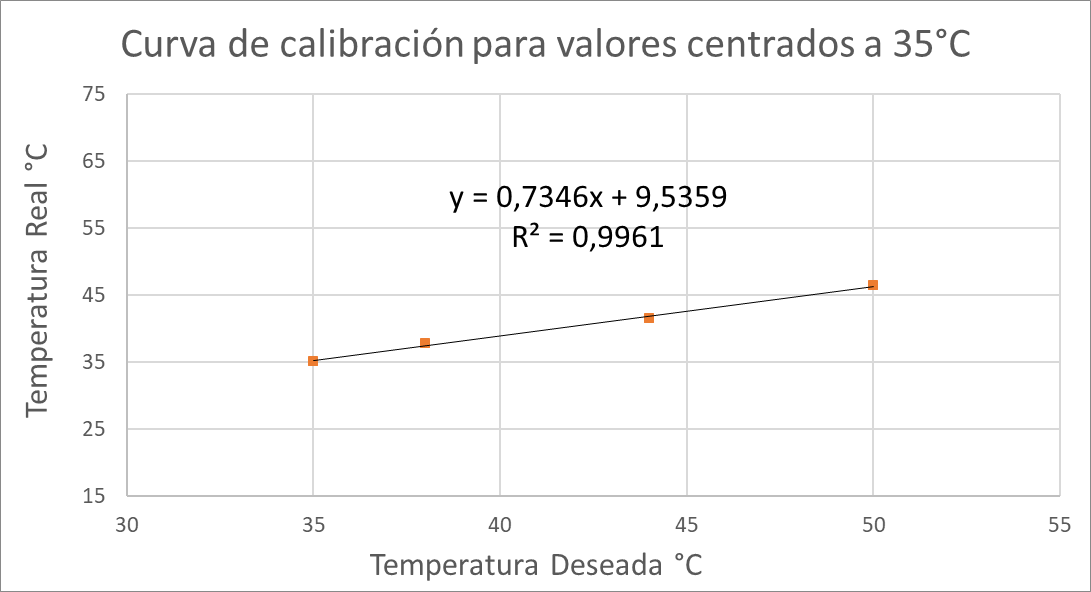 Curva de calibración para valores centrados a 35°C
75
65
55
45
35
25
15
Temperatura Real °C
y = 0,7346x + 9,5359
R² = 0,9961
30 35 40 45 50 55
Temperatura Deseada °C